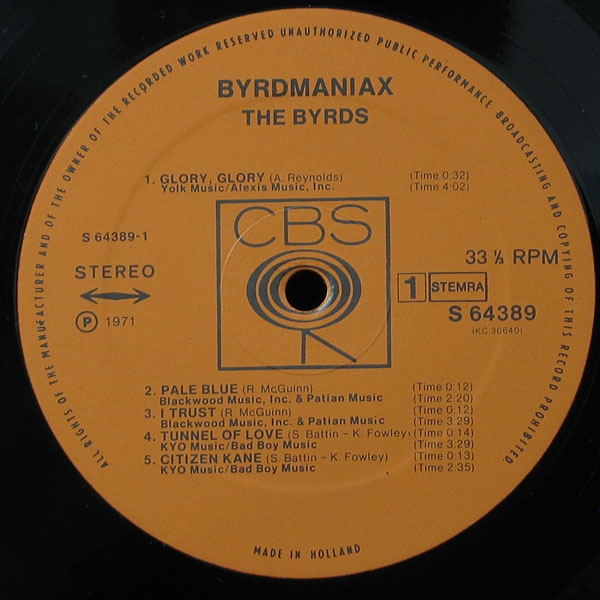 ALL RIGHTS OF THE MANUFACTURER AND OF THE OWNER OF THE RECORDED WORK RESERVED UNAUTHORIZED PUBLIC PERFORMANCE BROADCASTING AND COPYING OF THIS RECORD PROHIBITED
BYRDMANIAX
THE BYRDS
1. GLORY, GLORY (A. Reynolds) (Time 0:32)
Yolk Music/Alexis Music, Inc. (Time 4:02)
CBS
S 64389-1
33 ⅓ RPM
STEREO
1 STEMRA
S 64389
Ⓟ 1971
(KC 30640)
2. PALE BLUE (R. McGuinn) (Time 0:12)
Blackwood Music, Inc. & Patian Music (Time 2.20)
3. I TRUST (R. McGuinn) (Time 0:12)
Blackwood Music, Inc. & Patian Music (Time 3:29)
4. TUNNEL OF LOVE (S. Battin – K. Fowley) (Time 0:14)
KYO Music/Bad Boy Music (Time 3:29)
5. CITIZEN KANE (S. Battin – K. Fowley) (Time 0:13)
KYO Music/Bad Boy Music (Time 2.35)
MADE IN HOLLAND